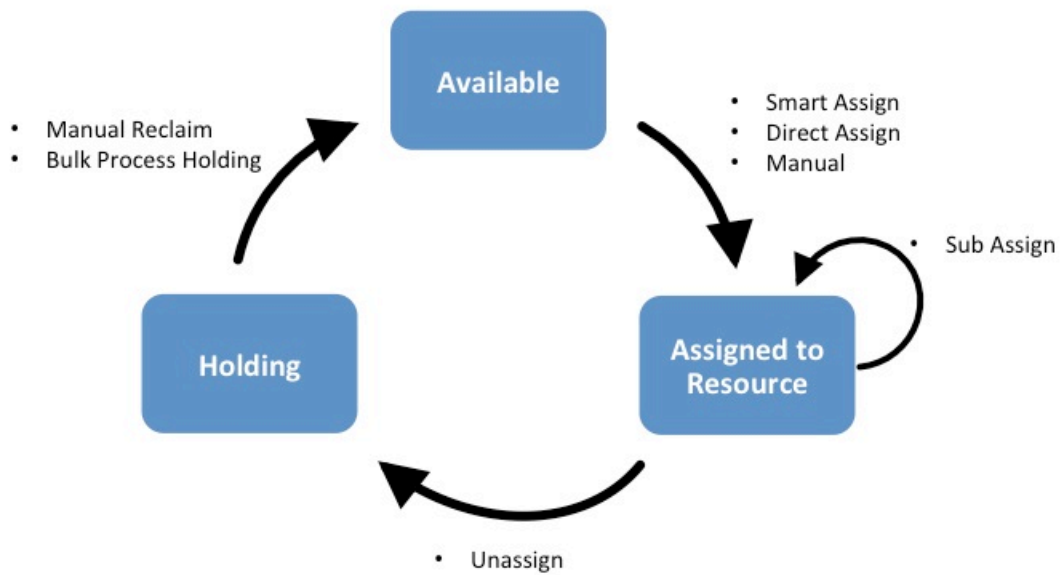 Available
• Manual Reclaim
• Bulk Process Holding
• Smart Assign
• Direct Assign
• Manual
• Sub Assign
Holding
Assigned to
Resource
• Unassign